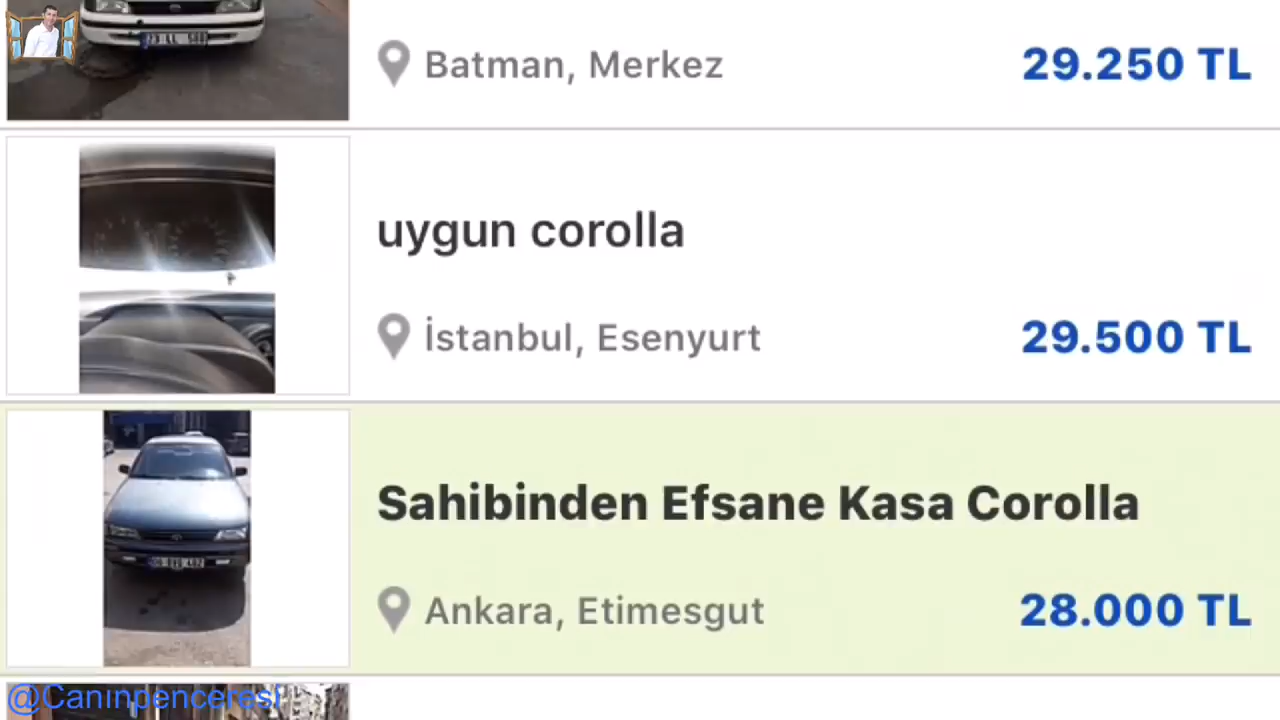 Batman, Merkez
29.250 TL
uygun corolla
İstanbul, Esenyurt
29.500 TL
Sahibinden Efsane Kasa Corolla
Ankara, Etimesgut
28.000 TL
@Canınpenceresi